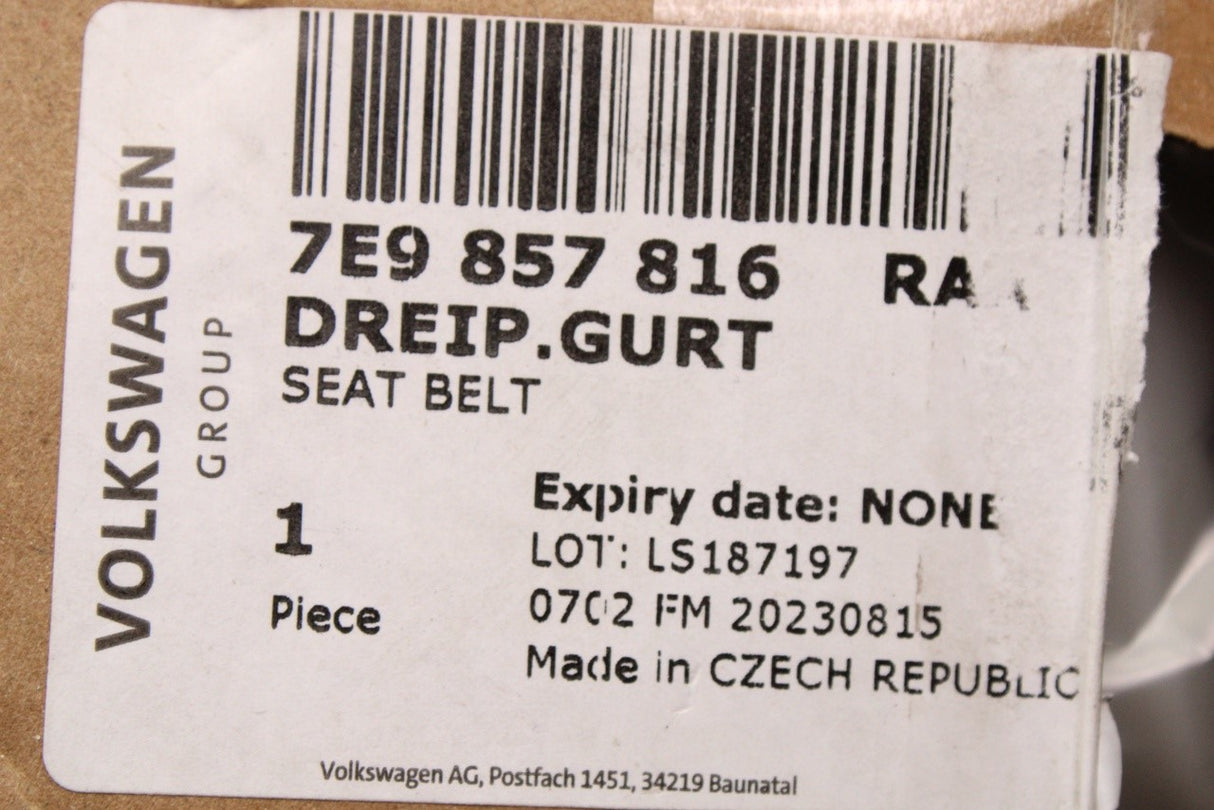 VOLKSWAGEN
GROUP
7E9 857 816
DREIP.GURT
SEAT BELT
1
Piece
Expiry date: NONE
LOT: LS187197
0702 FM 20230815
Made in CZECH REPUBLIC
Volkswagen AG, Postfach 1451, 34219 Baunatal